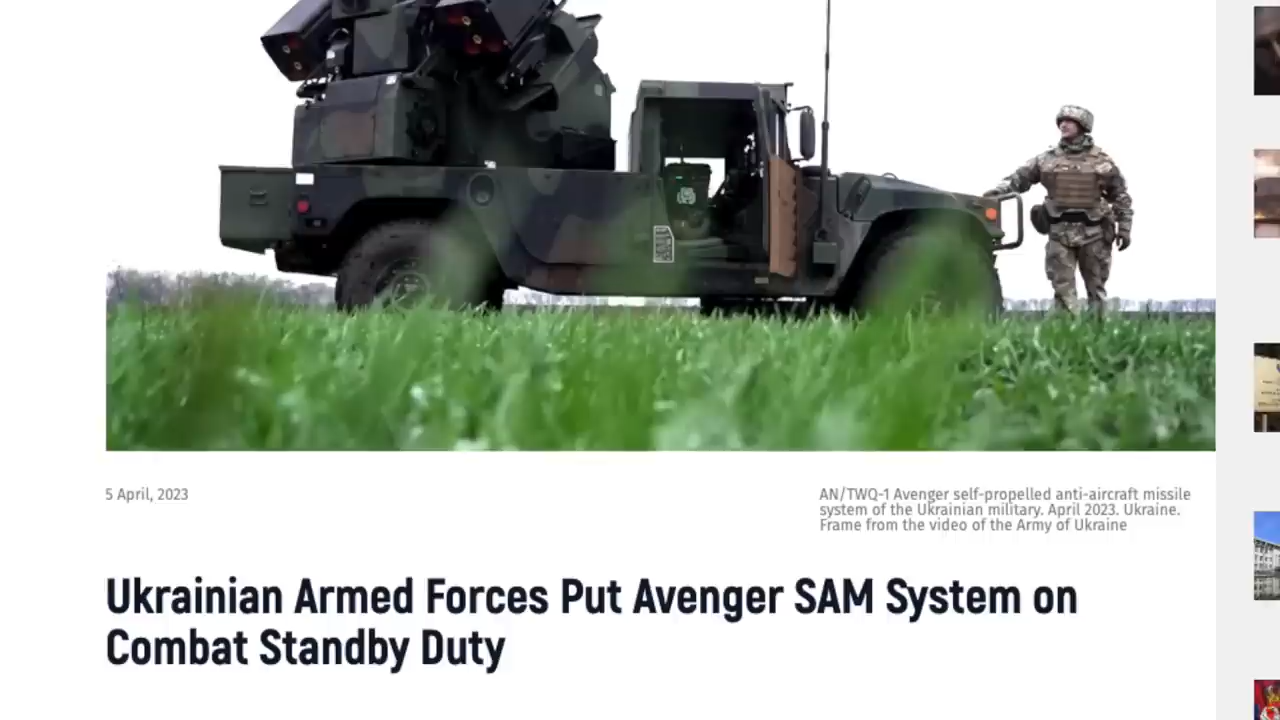 5 April, 2023
AN/TWQ-1 Avenger self-propelled anti-aircraft missile
system of the Ukrainian military. April 2023. Ukraine.
Frame from the video of the Army of Ukraine
Ukrainian Armed Forces Put Avenger SAM System on
Combat Standby Duty